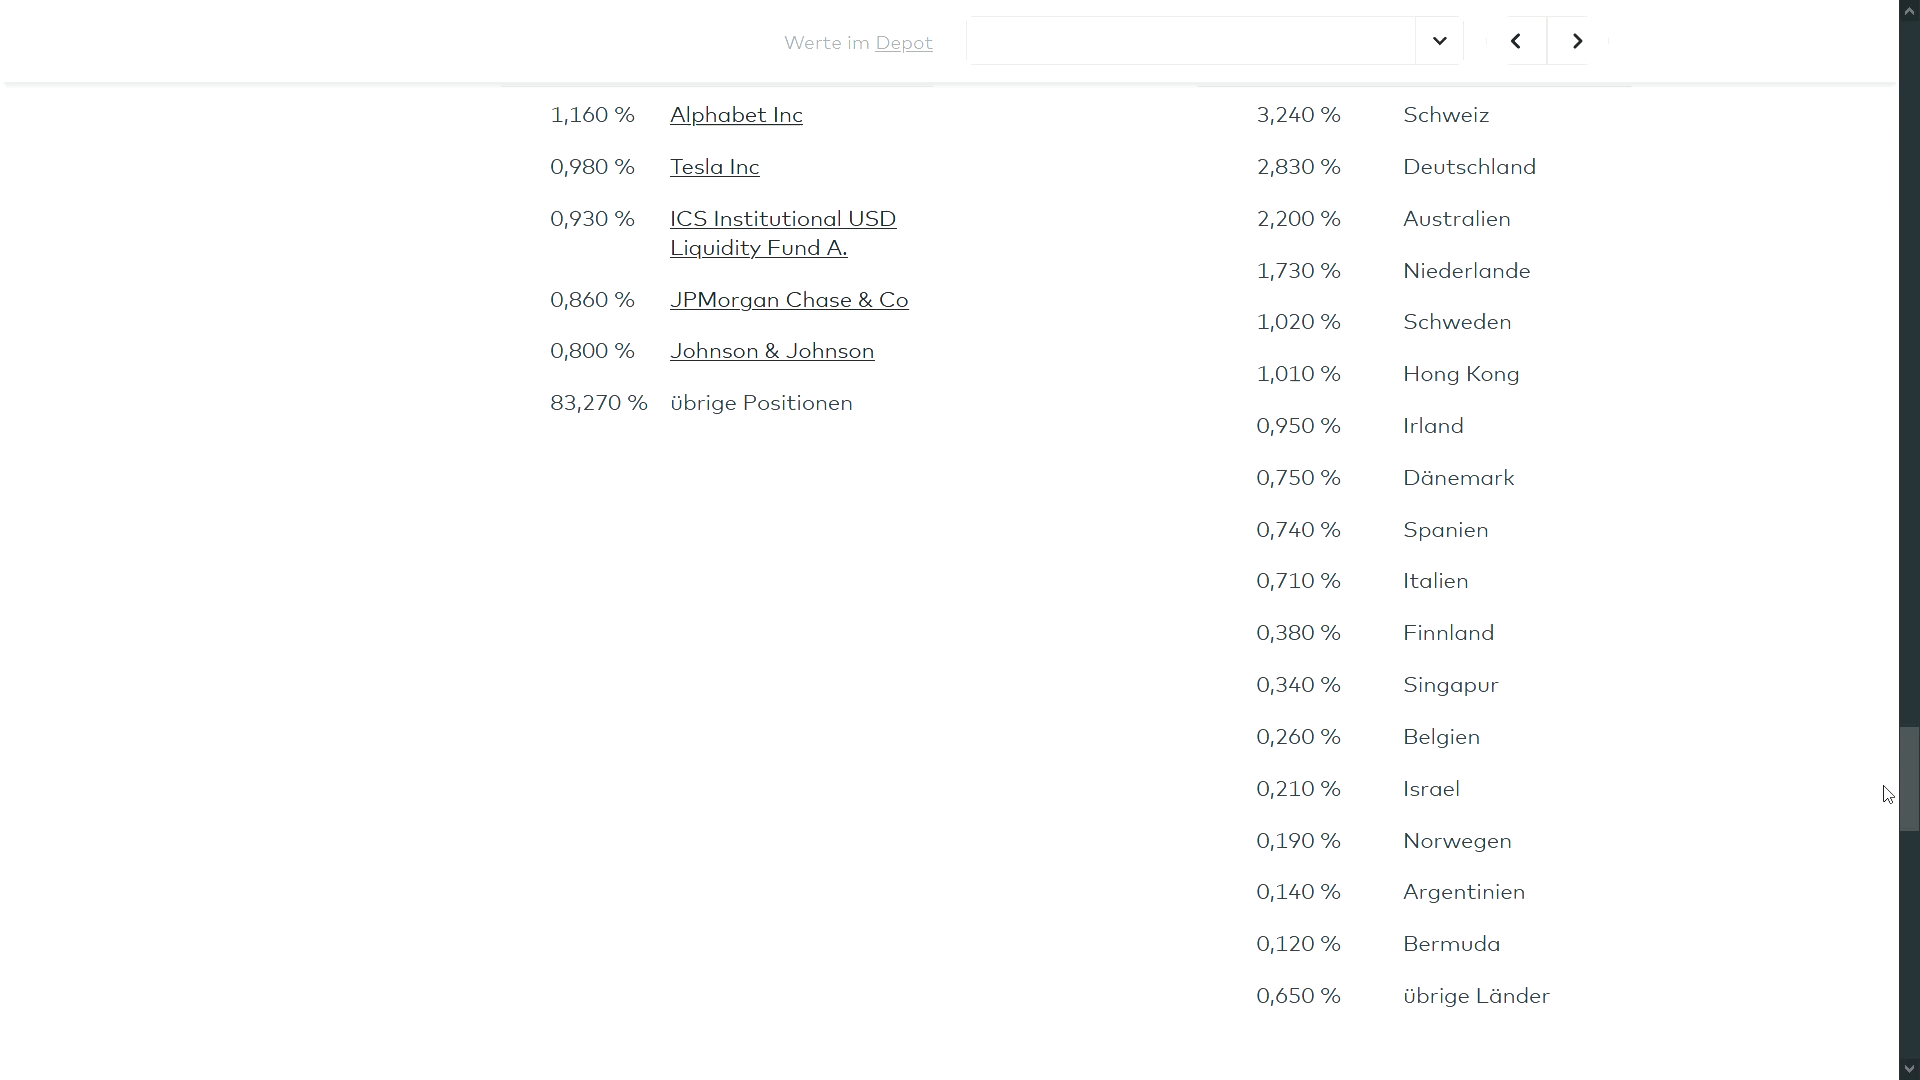 Werte im Depot
1,160 % Alphabet Inc
0,980 % Tesla Inc
0,930 % ICS Institutional USD
Liquidity Fund A.
0,860 % JPMorgan Chase & Co
0,800 % Johnson & Johnson
83,270 % übrige Positionen
3,240 % Schweiz
2,830 % Deutschland
2,200 % Australien
1,730 % Niederlande
1,020 % Schweden
1,010 % Hong Kong
0,950 % Irland
0,750 % Dänemark
0,740 % Spanien
0,710 % Italien
0,380 % Finnland
0,340 % Singapur
0,260 % Belgien
0,210 % Israel
0,190 % Norwegen
0,140 % Argentinien
0,120 % Bermuda
0,650 % übrige Länder